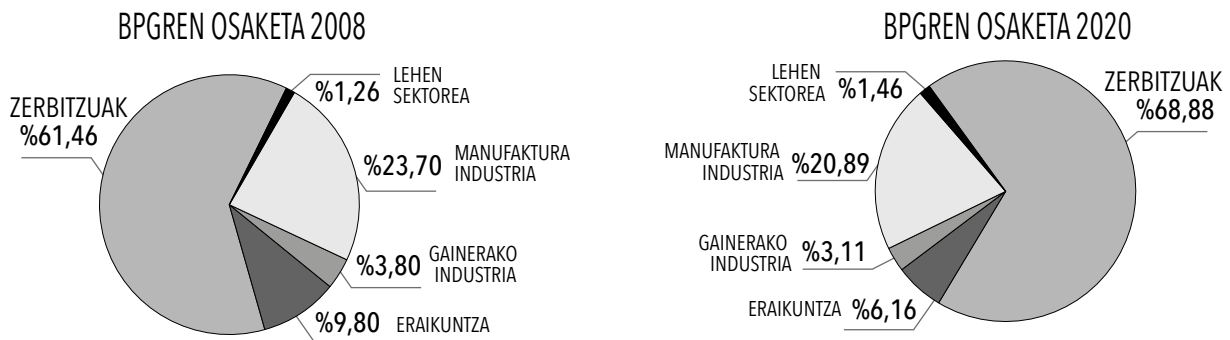 BPGREN OSAKETA 2008
ZERBITZUAK
%61,46
%1,26
LEHEN
SEKTOREA
%23,70
MANUFAKTURA
INDUSTRIA
%3,80
GAINERAKO
INDUSTRIA
%9,80
ERAIKUNTZA
BPGREN OSAKETA 2020
LEHEN
SEKTOREA
%1,46
ZERBITZUAK
%68,88
MANUFAKTURA
INDUSTRIA
%20,89
GAINERAKO
INDUSTRIA
%3,11
ERAIKUNTZA
%6,16